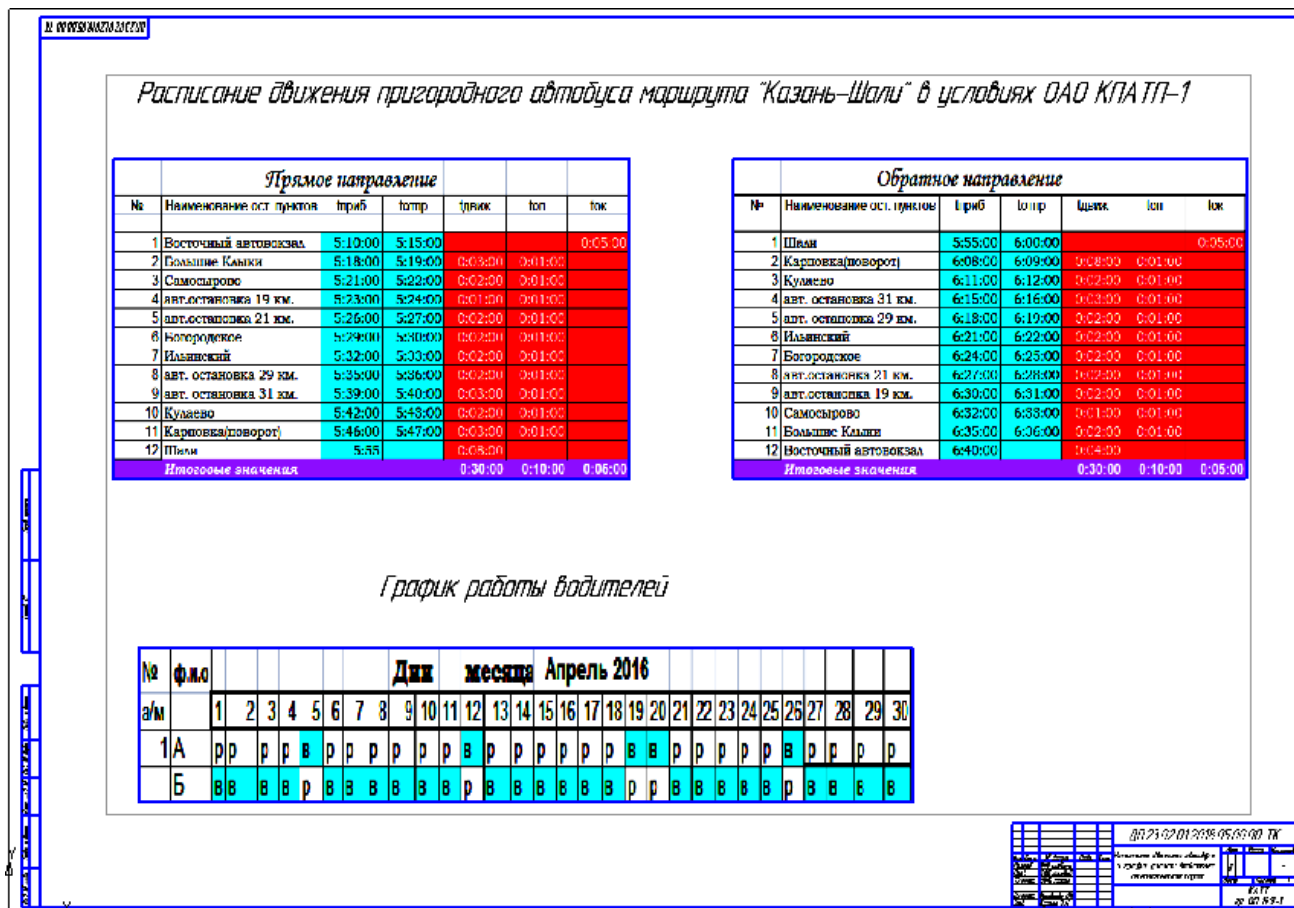 Расписание движения пригородного автобуса маршрута "Казань-Шали" в условиях ОАО КПАТП-1
Прямое направление
№ Наименование ост. пунктов tприб tотпр tдвиж tоп tок
1 Восточный автовокзал 5:10:00 5:15:00 0:05:00
2 Большие Клыки 5:18:00 5:19:00 0:03:00 0:01:00
3 Самосырово 5:21:00 5:22:00 0:02:00 0:01:00
4 авт.остановка 19 км. 5:23:00 5:24:00 0:01:00 0:01:00
5 авт.остановка 21 км. 5:26:00 5:27:00 0:02:00 0:01:00
6 Богородское 5:29:00 5:30:00 0:02:00 0:01:00
7 Ильинский 5:32:00 5:33:00 0:02:00 0:01:00
8 авт. остановка 29 км. 5:35:00 5:36:00 0:02:00 0:01:00
9 авт. остановка 31 км. 5:39:00 5:40:00 0:03:00 0:01:00
10 Кулаево 5:42:00 5:43:00 0:02:00 0:01:00
11 Карповка(поворот) 5:46:00 5:47:00 0:03:00 0:01:00
12 Шали 5:55 0:08:00
Итоговые значения 0:30:00 0:10:00 0:06:00
Обратное направление
№ Наименование ост. пунктов tприб tотпр tдвиж tоп tок
1 Шали 5:55:00 6:00:00 0:05:00
2 Карповка(поворот) 6:08:00 6:09:00 0:08:00 0:01:00
3 Кулаево 6:11:00 6:12:00 0:02:00 0:01:00
4 авт. остановка 31 км. 6:15:00 6:16:00 0:03:00 0:01:00
5 авт. остановка 29 км. 6:18:00 6:19:00 0:02:00 0:01:00
6 Ильинский 6:21:00 6:22:00 0:02:00 0:01:00
7 Богородское 6:24:00 6:25:00 0:02:00 0:01:00
8 авт.остановка 21 км. 6:27:00 6:28:00 0:02:00 0:01:00
9 авт.остановка 19 км. 6:30:00 6:31:00 0:02:00 0:01:00
10 Самосырово 6:32:00 6:33:00 0:01:00 0:01:00
11 Большие Клыки 6:35:00 6:36:00 0:02:00 0:01:00
12 Восточный автовокзал 6:40:00 0:04:00
Итоговые значения 0:30:00 0:10:00 0:05:00
График работы водителей
№ ф.и.о Дни месяца Апрель 2016
а/м 1 2 3 4 5 6 7 8 9 10 11 12 13 14 15 16 17 18 19 20 21 22 23 24 25 26 27 28 29 30
1 А р р р р в р р р р р р в р р р р р р в в р р р р р в р р р р
Б в в в в р в в в в в в р в в в в в в р р в в в в в р в в в в